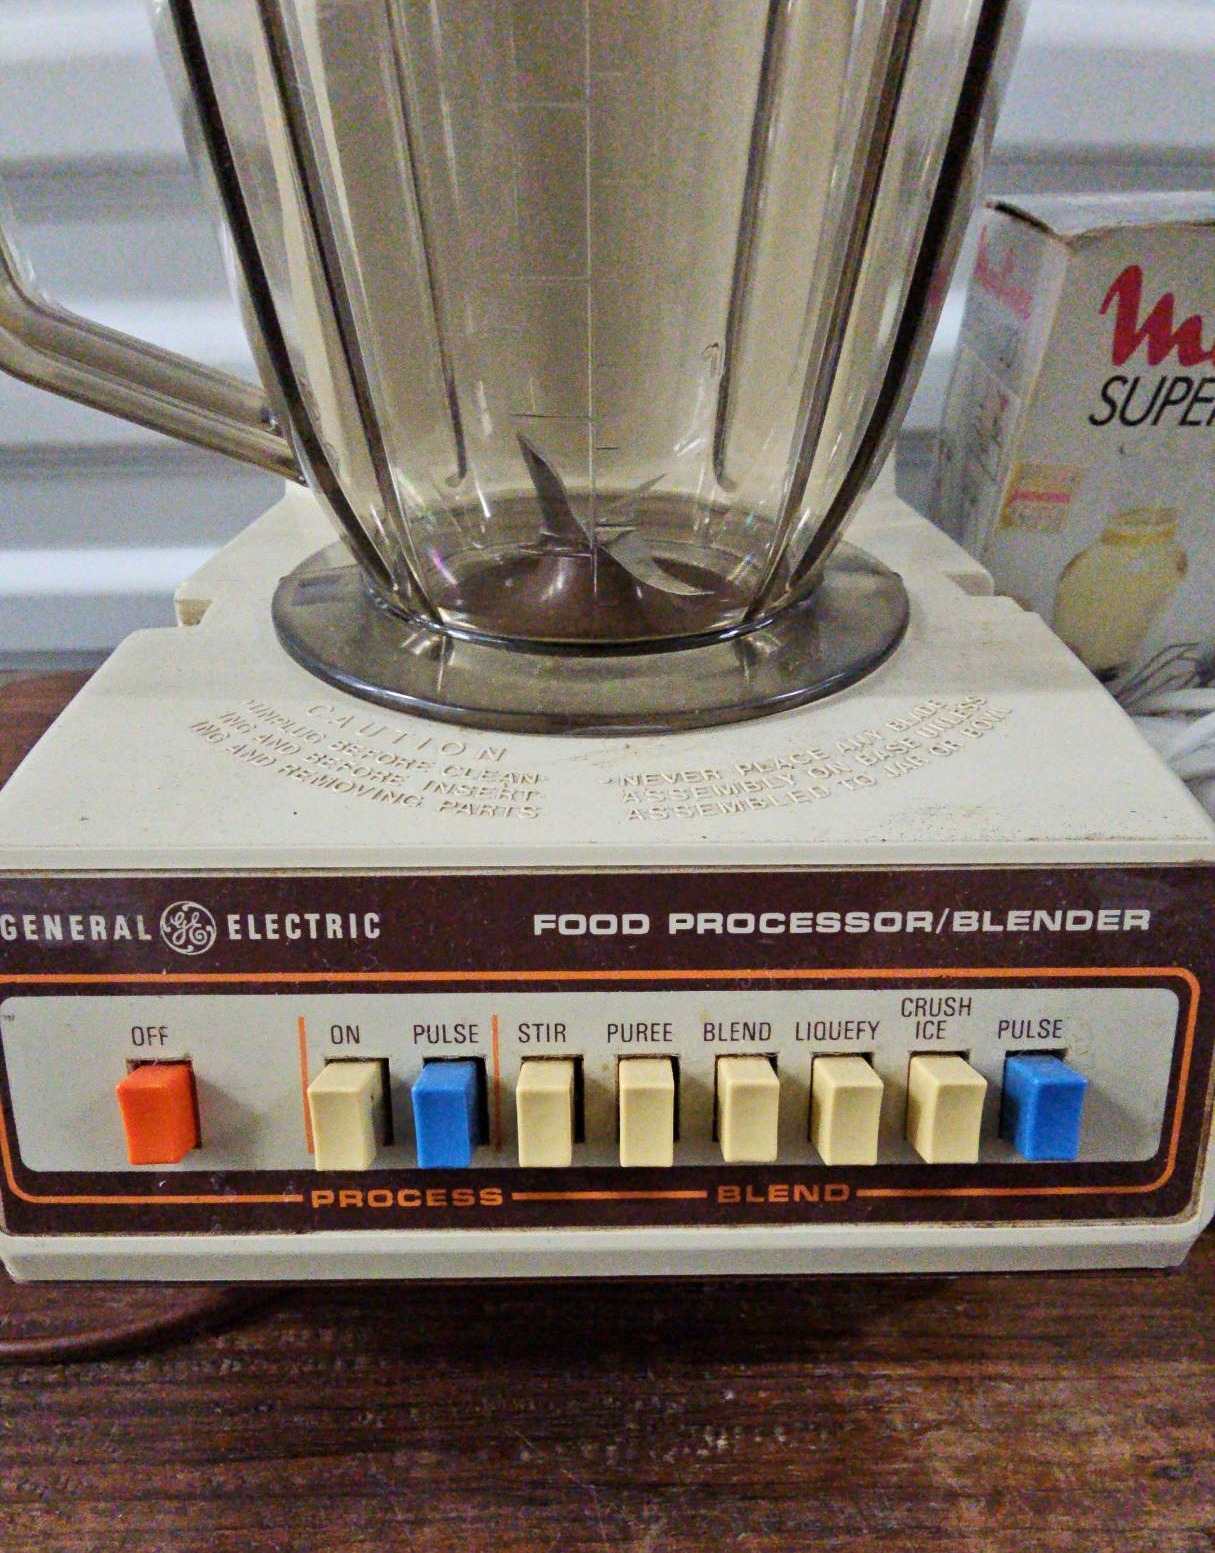 SUPER
CAUTION
UNPLUG BEFORE CLEAN-
ING AND BEFORE INSERT-
ING AND REMOVING PARTS
NEVER PLACE ANY BLADE
ASSEMBLY ON BASE UNLESS
ASSEMBLED TO JAR OR BOWL
GENERAL GE ELECTRIC
FOOD PROCESSOR/BLENDER
OFF
ON
PULSE
STIR
PUREE
BLEND
LIQUEFY
CRUSH
ICE
PULSE
PROCESS
BLEND